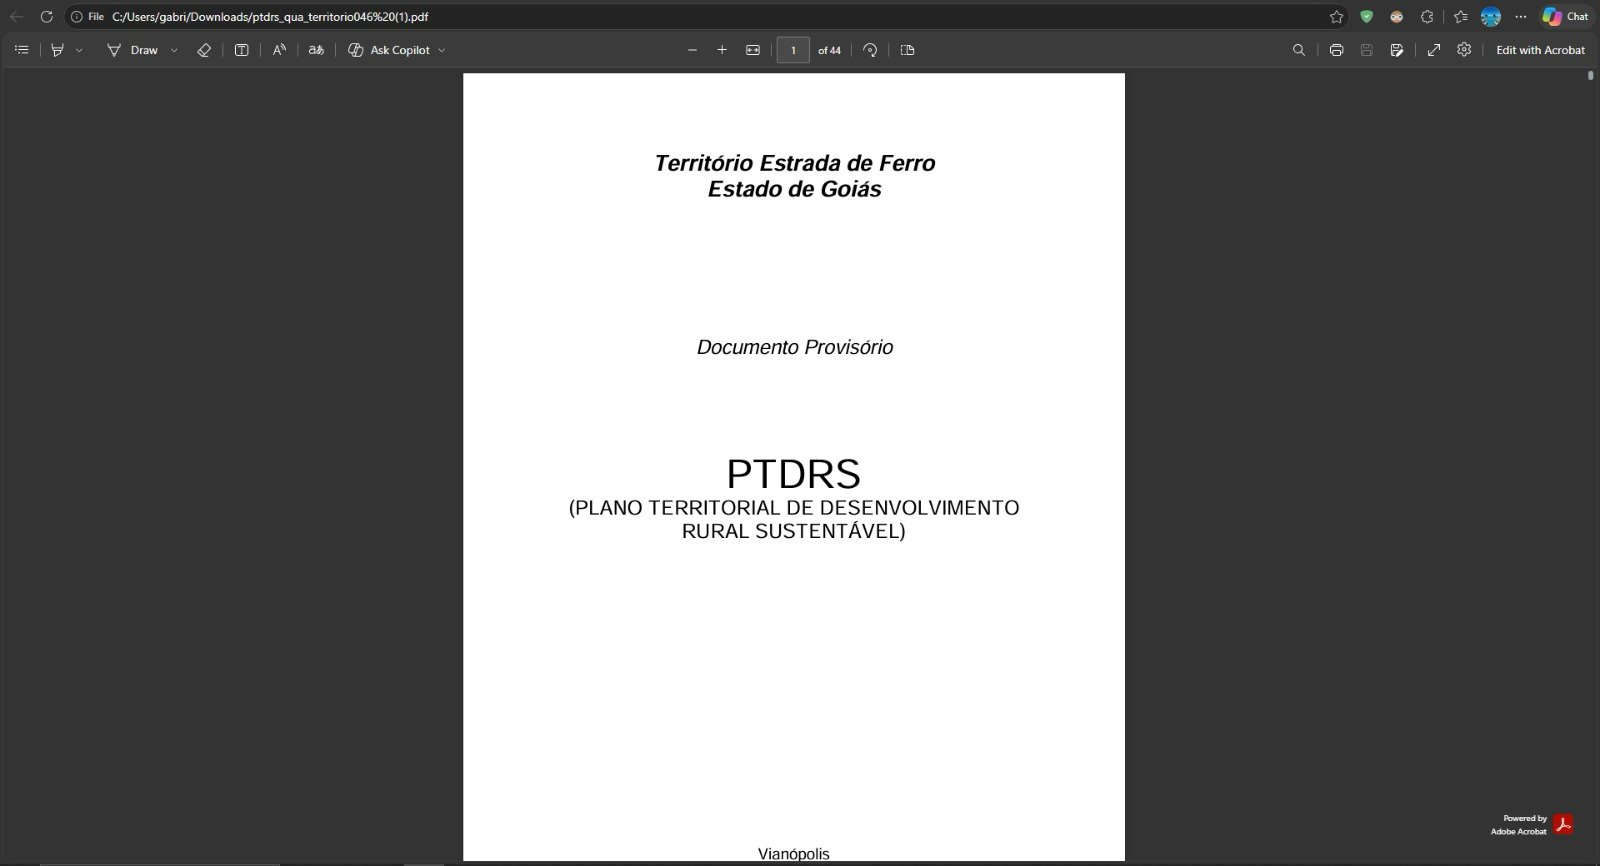 File C:/Users/gabri/Downloads/ptdrs_qua_territorio046%20(1).pdf
Chat
Draw
aあ
Ask Copilot
1 of 44
Edit with Acrobat
Território Estrada de Ferro
Estado de Goiás
Documento Provisório
PTDRS
(PLANO TERRITORIAL DE DESENVOLVIMENTO
RURAL SUSTENTÁVEL)
Vianópolis
Powered by
Adobe Acrobat